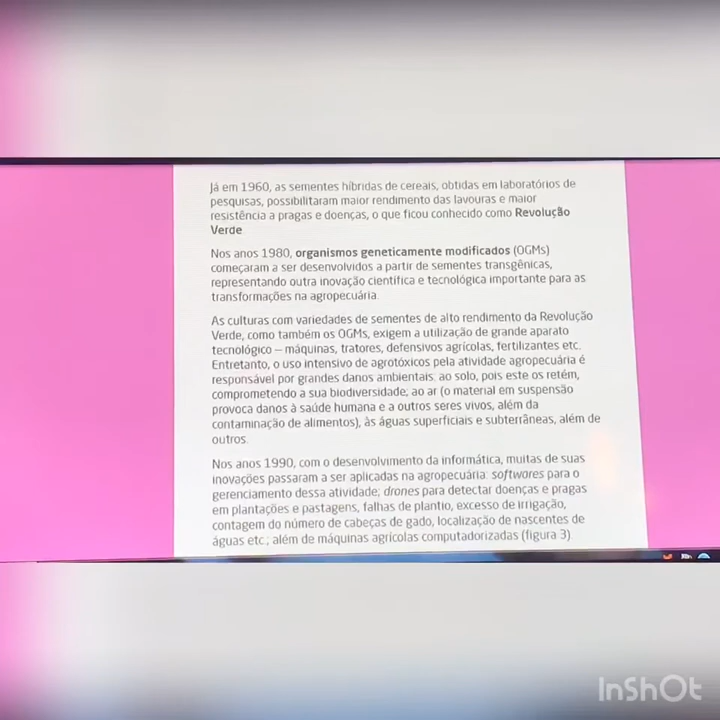 Já em 1960, as sementes híbridas de cereais, obtidas em laboratórios de
pesquisas, possibilitaram maior rendimento das lavouras e maior
resistência a pragas e doenças, o que ficou conhecido como Revolução
Verde
Nos anos 1980, organismos geneticamente modificados (OGMs)
começaram a ser desenvolvidos a partir de sementes transgênicas,
representando outra inovação científica e tecnológica importante para as
transformações na agropecuária.
As culturas com variedades de sementes de alto rendimento da Revolução
Verde, como também os OGMs, exigem a utilização de grande aparato
tecnológico – máquinas, tratores, defensivos agrícolas, fertilizantes etc.
Entretanto, o uso intensivo de agrotóxicos pela atividade agropecuária é
responsável por grandes danos ambientais: ao solo, pois este os retém,
comprometendo a sua biodiversidade; ao ar (o material em suspensão
provoca danos à saúde humana e a outros seres vivos, além da
contaminação de alimentos), às águas superficiais e subterrâneas, além de
outros.
Nos anos 1990, com o desenvolvimento da informática, muitas de suas
inovações passaram a ser aplicadas na agropecuária: softwores para o
gerenciamento dessa atividade; drones para detectar doenças e pragas
em plantações e pastagens, falhas de plantio, excesso de irrigação,
contagem do número de cabeças de gado, localização de nascentes de
águas etc.; além de máquinas agrícolas computadorizadas (figura 3).
InShOt